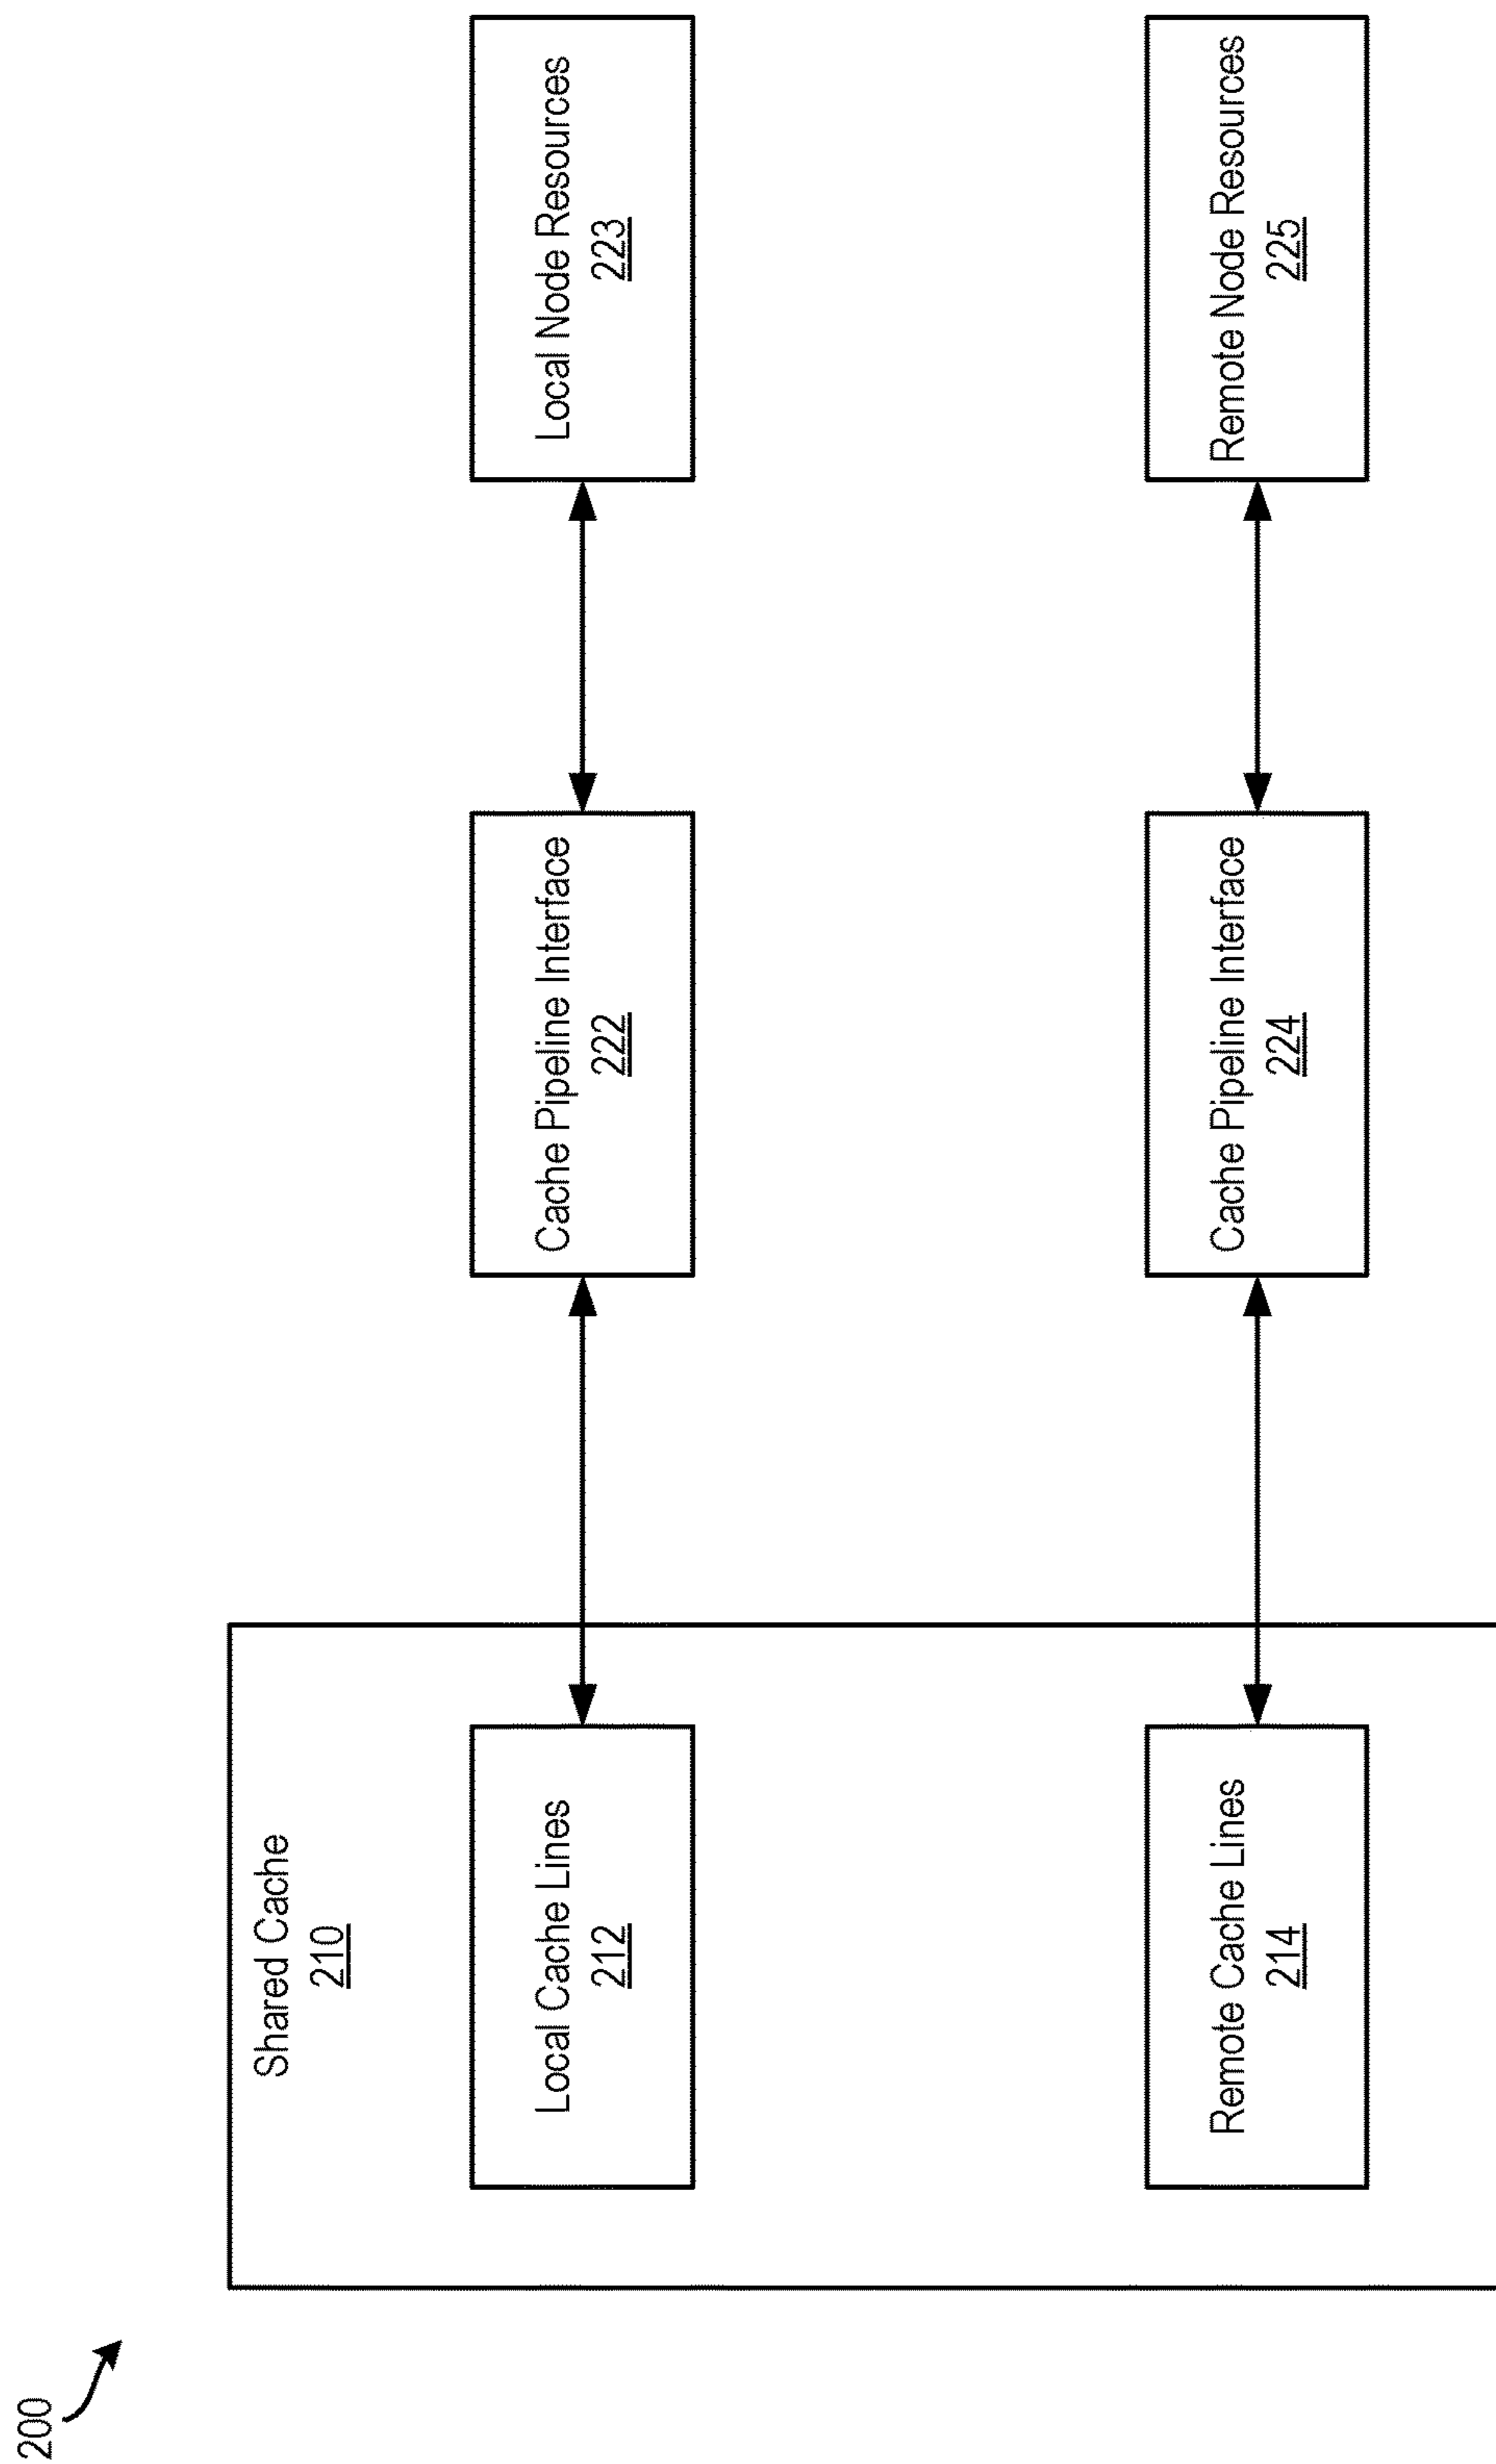 200
Shared Cache
210
Local Cache Lines
212
Cache Pipeline Interface
222
Local Node Resources
223
Remote Cache Lines
214
Cache Pipeline Interface
224
Remote Node Resources
225